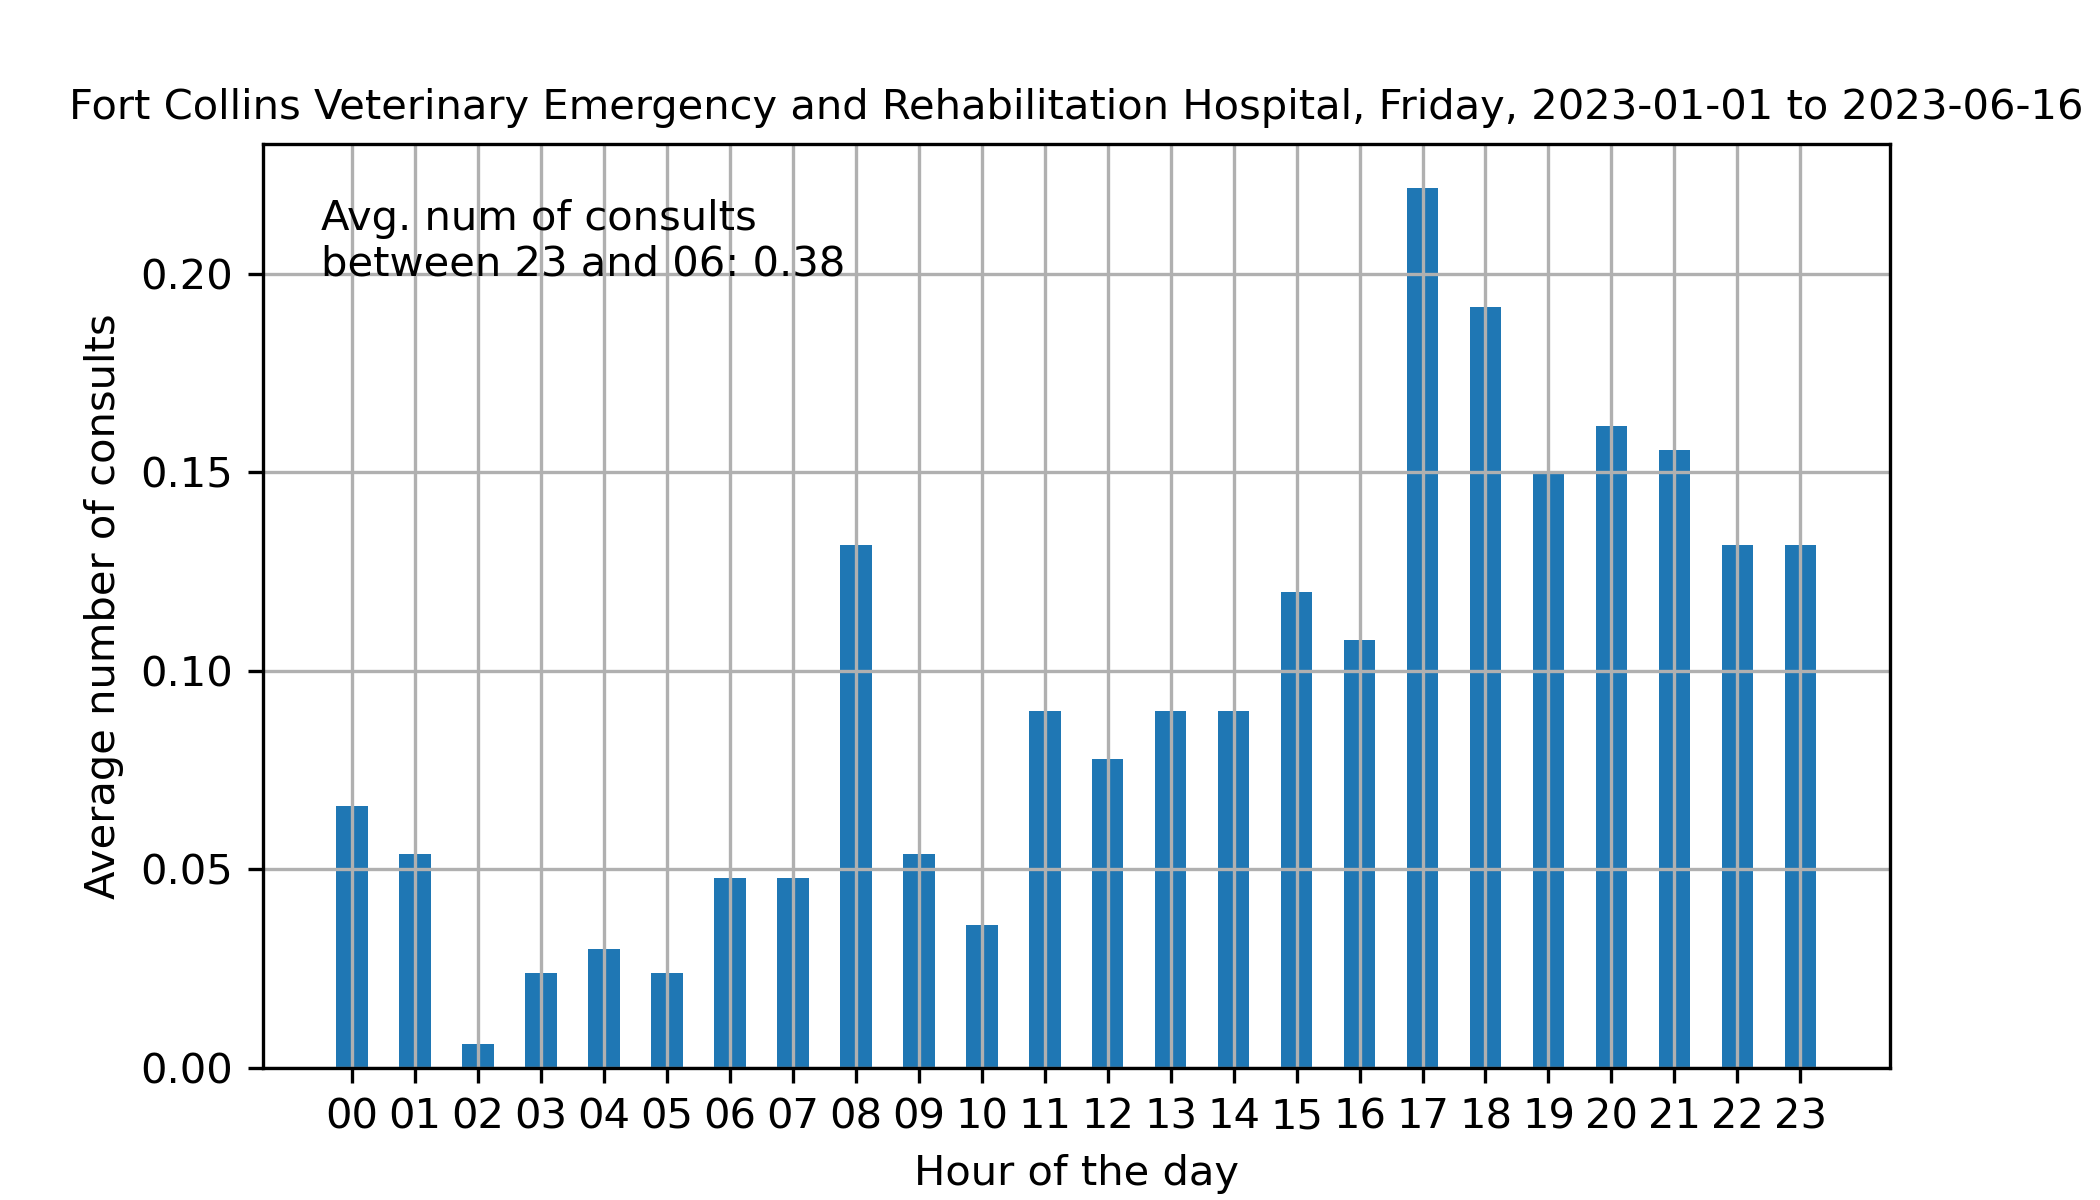 Fort Collins Veterinary Emergency and Rehabilitation Hospital, Friday, 2023-01-01 to 2023-06-16
Avg. num of consults
between 23 and 06: 0.38
0.20
0.15
0.10
0.05
0.00
Average number of consults
00 01 02 03 04 05 06 07 08 09 10 11 12 13 14 15 16 17 18 19 20 21 22 23
Hour of the day